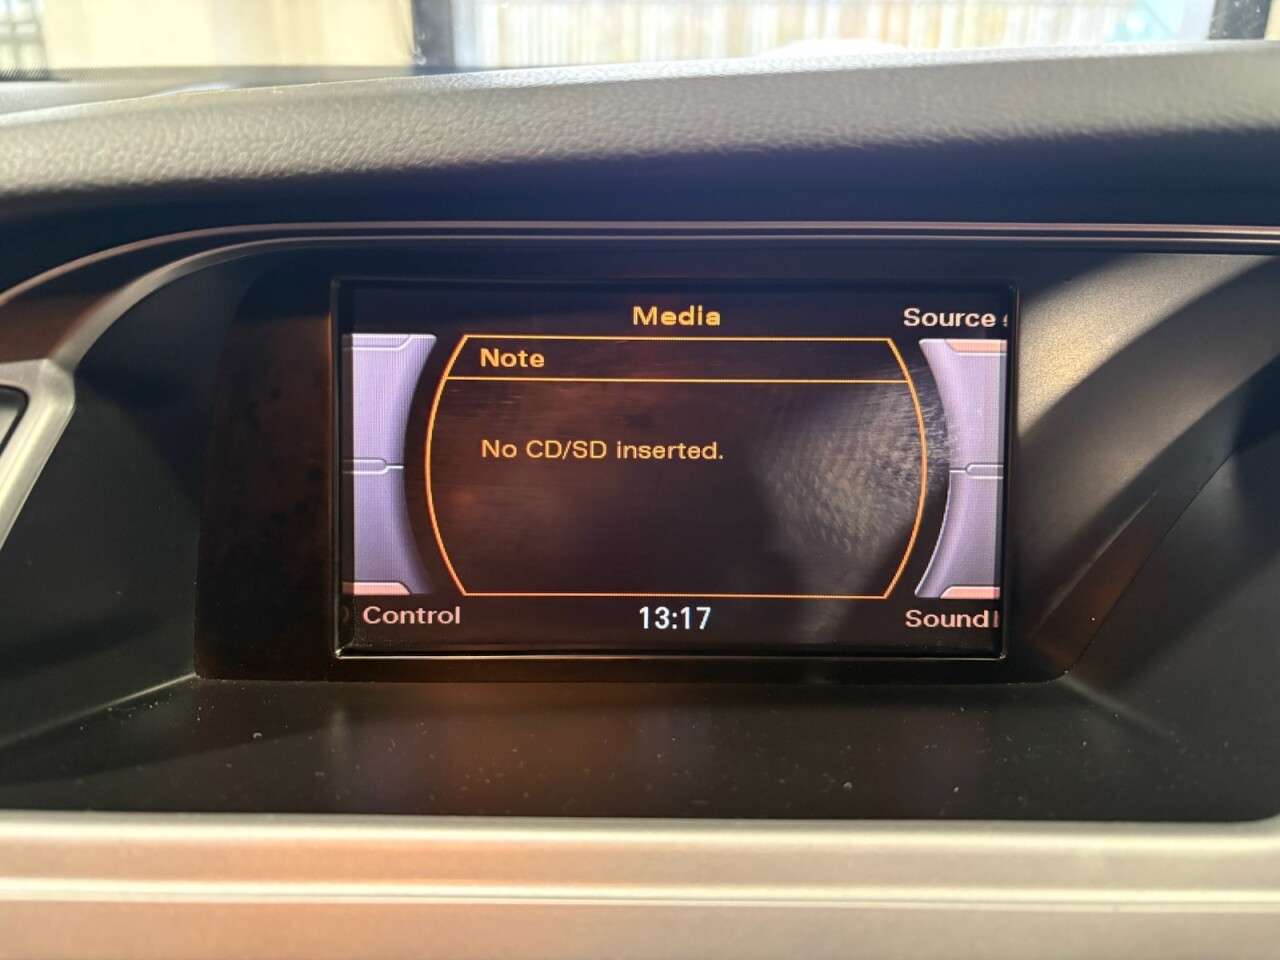 Media
Source
Note
No CD/SD inserted.
Control
13:17
Sound